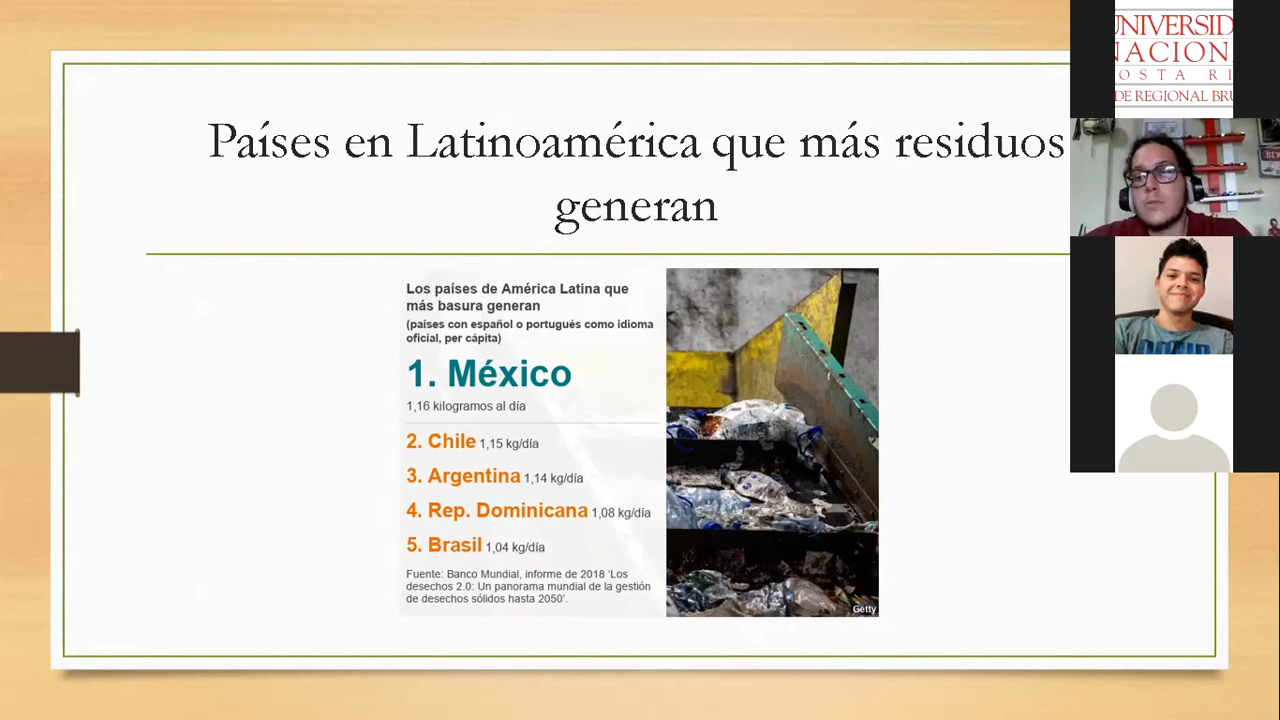 Países en Latinoamérica que más residuos
generan
Los países de América Latina que
más basura generan
(países con español o portugués como idioma
oficial, per cápita)
1. México
1,16 kilogramos al día
2. Chile 1,15 kg/día
3. Argentina 1,14 kg/día
4. Rep. Dominicana 1,08 kg/día
5. Brasil 1,04 kg/día
Fuente: Banco Mundial, informe de 2018 ‘Los
desechos 2.0: Un panorama mundial de la gestión
de desechos sólidos hasta 2050’.
Getty
UNIVERSID
NACION
OSTA RI
DE REGIONAL BRU